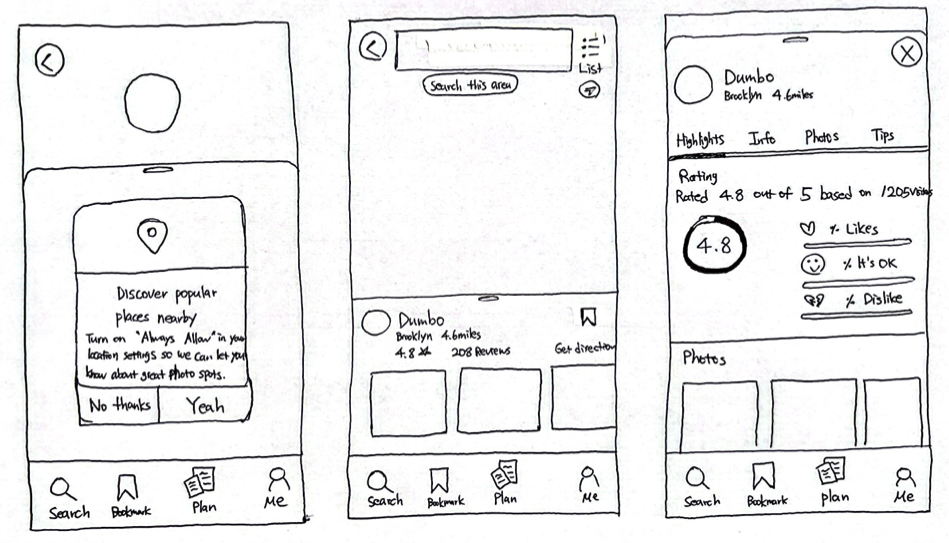 Discover popular
places nearby
Turn on "Always Allow" in you
location settings so we can let you
know about great photo spots.
No thanks
Yeah
Search
Bookmark
Plan
Me
List
Search this area
Dumbo
Brooklyn 4.6miles
4.8
208 Reviews
Get direction
Search
Bookmark
Plan
Me
X
Dumbo
Brooklyn 4.6miles
Highlights Info Photos Tips
Rating
Rated 4.8 out of 5 based on 1205 visitors
4.8
% Likes
% It's OK
% Dislike
Photos
Search
Bookmark
plan
Me